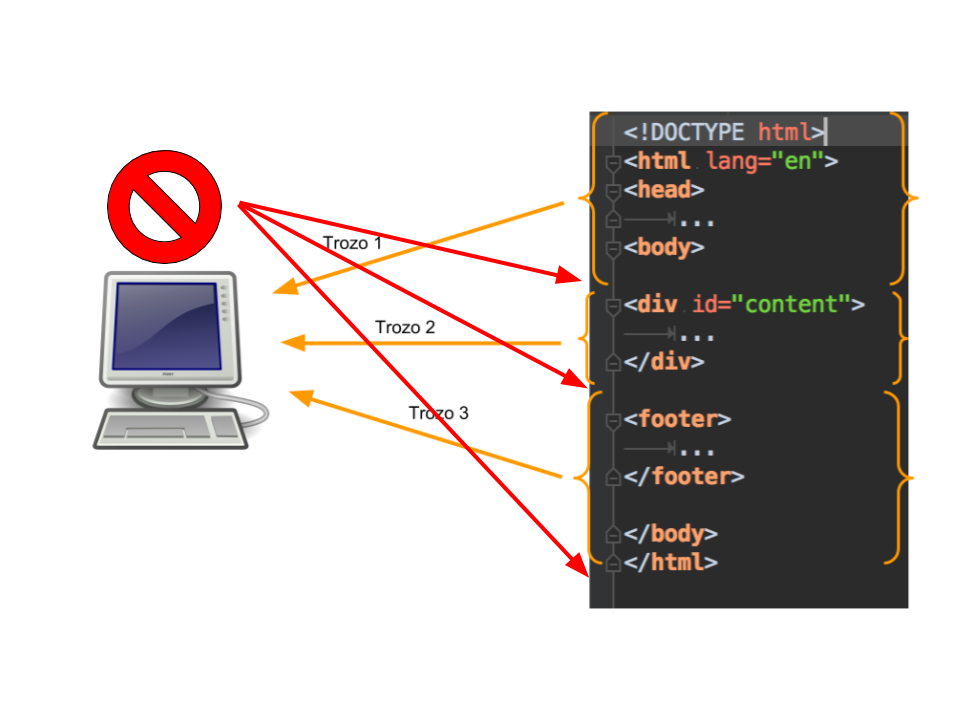 Trozo 1
Trozo 2
Trozo 3
<!DOCTYPE html>
<html lang="en">
<head>
...
<body>
<div id="content">
...
</div>
<footer>
...
</footer>
</body>
</html>